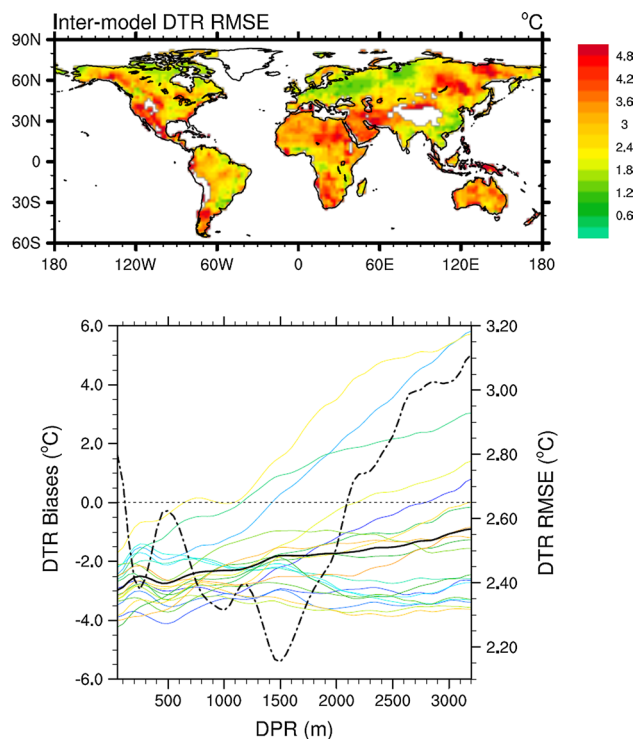 Inter-model DTR RMSE °C
90N
60N
30N
0
30S
60S
180 120W 60W 0 60E 120E 180
4.8
4.2
3.6
3
2.4
1.8
1.2
0.6
6.0
4.0
2.0
0.0
-2.0
-4.0
-6.0
DTR Biases (°C)
3.20
3.00
2.80
2.60
2.40
2.20
DTR RMSE (°C)
500 1000 1500 2000 2500 3000
DPR (m)